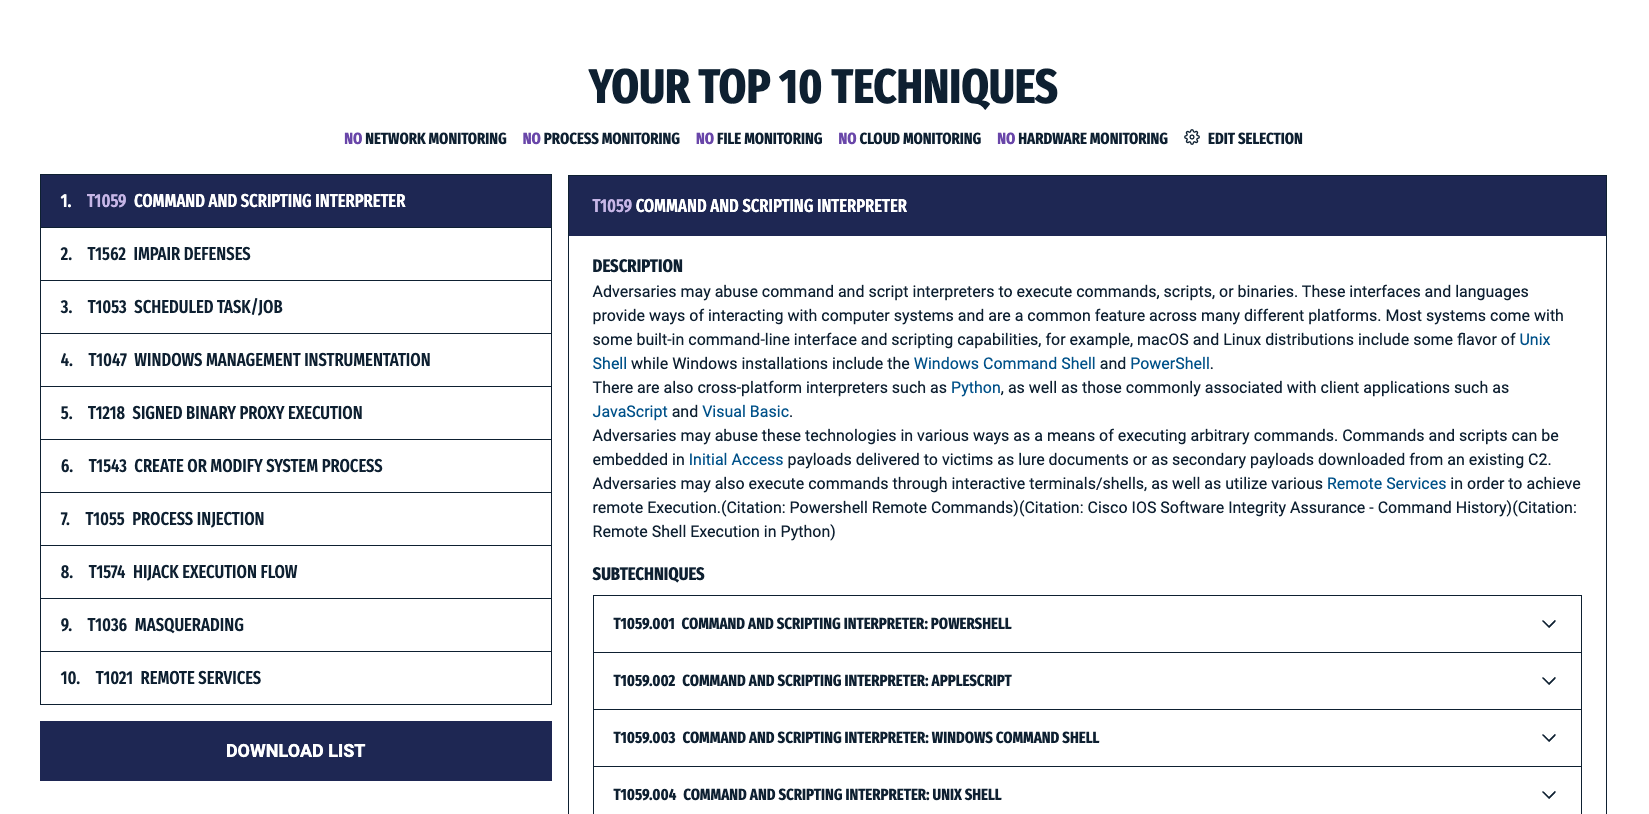 YOUR TOP 10 TECHNIQUES
NO NETWORK MONITORING NO PROCESS MONITORING NO FILE MONITORING NO CLOUD MONITORING NO HARDWARE MONITORING EDIT SELECTION
1. T1059 COMMAND AND SCRIPTING INTERPRETER
2. T1562 IMPAIR DEFENSES
3. T1053 SCHEDULED TASK/JOB
4. T1047 WINDOWS MANAGEMENT INSTRUMENTATION
5. T1218 SIGNED BINARY PROXY EXECUTION
6. T1543 CREATE OR MODIFY SYSTEM PROCESS
7. T1055 PROCESS INJECTION
8. T1574 HIJACK EXECUTION FLOW
9. T1036 MASQUERADING
10. T1021 REMOTE SERVICES
DOWNLOAD LIST
T1059 COMMAND AND SCRIPTING INTERPRETER
DESCRIPTION
Adversaries may abuse command and script interpreters to execute commands, scripts, or binaries. These interfaces and languages
provide ways of interacting with computer systems and are a common feature across many different platforms. Most systems come with
some built-in command-line interface and scripting capabilities, for example, macOS and Linux distributions include some flavor of Unix
Shell while Windows installations include the Windows Command Shell and PowerShell.
There are also cross-platform interpreters such as Python, as well as those commonly associated with client applications such as
JavaScript and Visual Basic.
Adversaries may abuse these technologies in various ways as a means of executing arbitrary commands. Commands and scripts can be
embedded in Initial Access payloads delivered to victims as lure documents or as secondary payloads downloaded from an existing C2.
Adversaries may also execute commands through interactive terminals/shells, as well as utilize various Remote Services in order to achieve
remote Execution.(Citation: Powershell Remote Commands)(Citation: Cisco IOS Software Integrity Assurance - Command History)(Citation:
Remote Shell Execution in Python)
SUBTECHNIQUES
T1059.001 COMMAND AND SCRIPTING INTERPRETER: POWERSHELL
T1059.002 COMMAND AND SCRIPTING INTERPRETER: APPLESCRIPT
T1059.003 COMMAND AND SCRIPTING INTERPRETER: WINDOWS COMMAND SHELL
T1059.004 COMMAND AND SCRIPTING INTERPRETER: UNIX SHELL